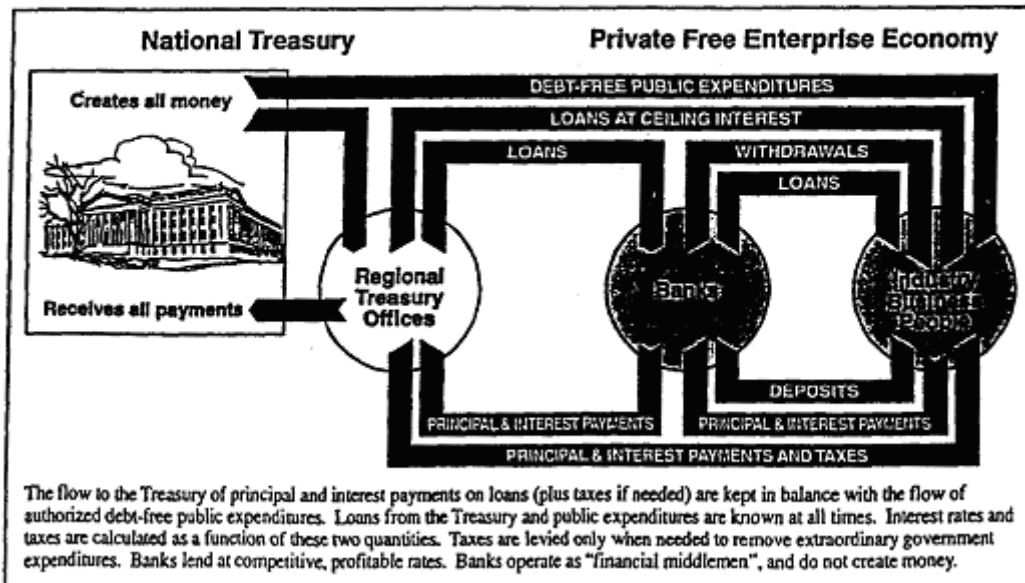 National Treasury
Private Free Enterprise Economy
Creates all money
DEBT-FREE PUBLIC EXPENDITURES
LOANS AT CEILING INTEREST
LOANS
WITHDRAWALS
LOANS
Regional
Treasury
Offices
Banks
Industry
Business
People
Receives all payments
DEPOSITS
PRINCIPAL & INTEREST PAYMENTS
PRINCIPAL & INTEREST PAYMENTS
PRINCIPAL & INTEREST PAYMENTS AND TAXES
The flow to the Treasury of principal and interest payments on loans (plus taxes if needed) are kept in balance with the flow of
authorized debt-free public expenditures. Loans from the Treasury and public expenditures are known at all times. Interest rates and
taxes are calculated as a function of these two quantities. Taxes are levied only when needed to remove extraordinary government
expenditures. Banks lend at competitive, profitable rates. Banks operate as "financial middlemen", and do not create money.